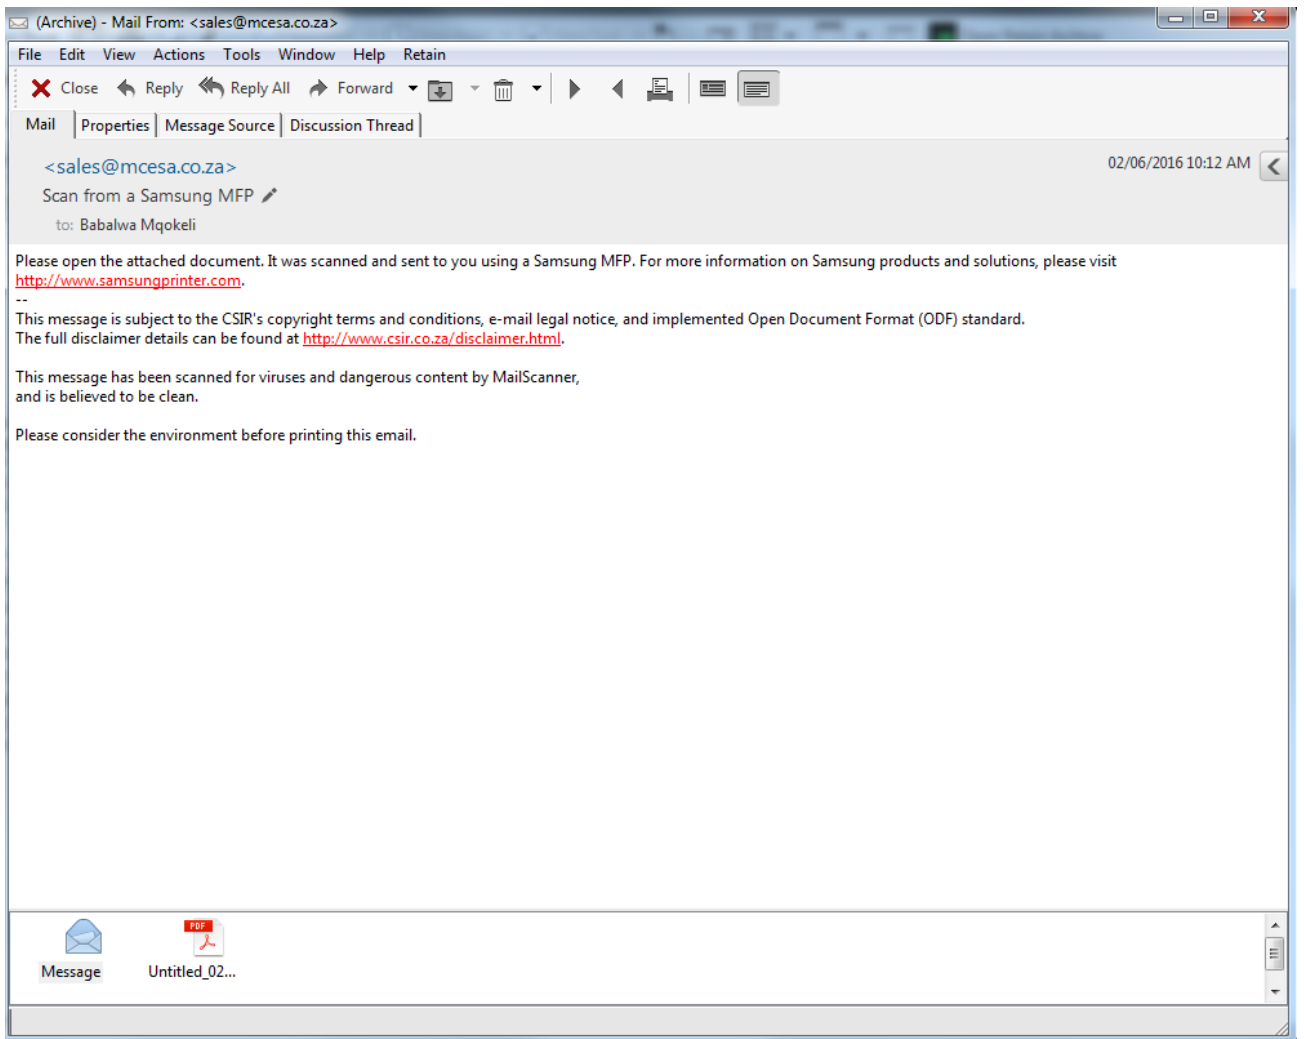 (Archive) - Mail From: <sales@mcesa.co.za>
File Edit View Actions Tools Window Help Retain
Close Reply Reply All Forward
Mail Properties Message Source Discussion Thread
<sales@mcesa.co.za> 02/06/2016 10:12 AM
Scan from a Samsung MFP
to: Babalwa Mqokeli
Please open the attached document. It was scanned and sent to you using a Samsung MFP. For more information on Samsung products and solutions, please visit
http://www.samsungprinter.com.
--
This message is subject to the CSIR's copyright terms and conditions, e-mail legal notice, and implemented Open Document Format (ODF) standard.
The full disclaimer details can be found at http://www.csir.co.za/disclaimer.html.
This message has been scanned for viruses and dangerous content by MailScanner,
and is believed to be clean.
Please consider the environment before printing this email.
PDF
Message Untitled_02...